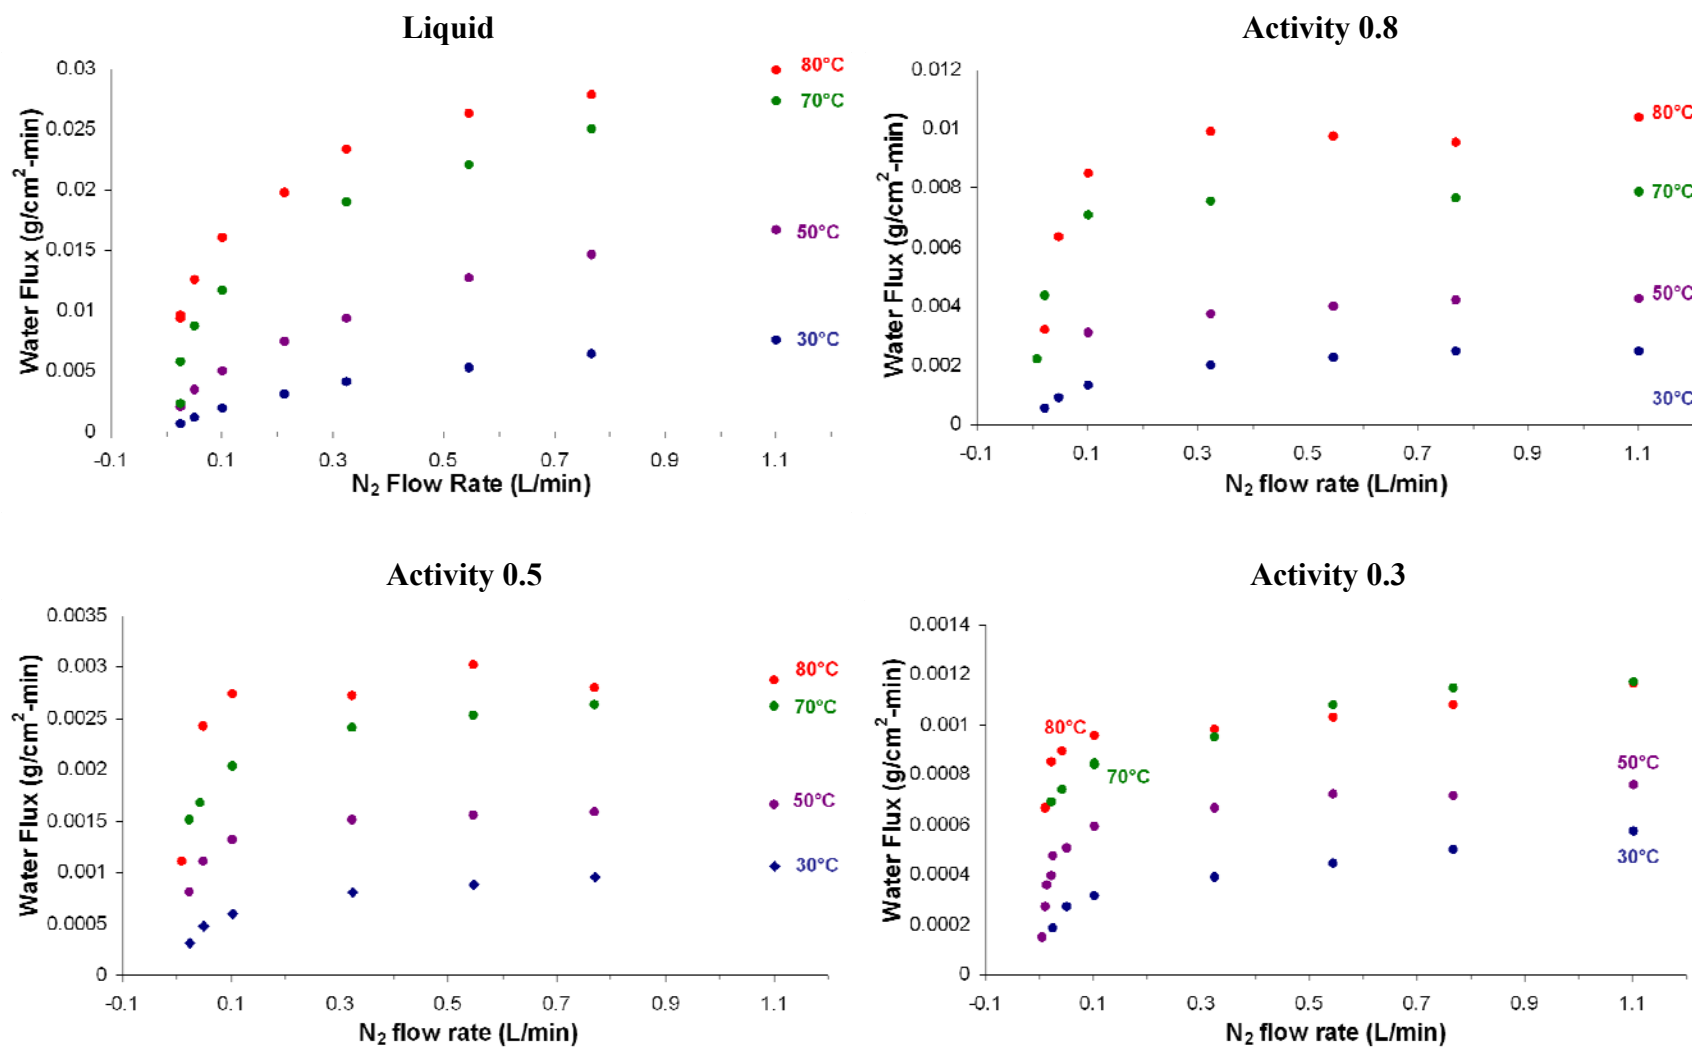 Liquid
0.03
0.025
0.02
0.015
0.01
0.005
0
-0.1
0.1
0.3
0.5
0.7
0.9
1.1
Water Flux (g/cm²-min)
N₂ Flow Rate (L/min)
80°C
70°C
50°C
30°C
Activity 0.8
0.012
0.01
0.008
0.006
0.004
0.002
0
-0.1
0.1
0.3
0.5
0.7
0.9
1.1
Water Flux (g/cm²-min)
N₂ flow rate (L/min)
80°C
70°C
50°C
30°C
Activity 0.5
0.0035
0.003
0.0025
0.002
0.0015
0.001
0.0005
0
-0.1
0.1
0.3
0.5
0.7
0.9
1.1
Water Flux (g/cm²-min)
N₂ flow rate (L/min)
80°C
70°C
50°C
30°C
Activity 0.3
0.0014
0.0012
0.001
0.0008
0.0006
0.0004
0.0002
0
-0.1
0.1
0.3
0.5
0.7
0.9
1.1
Water Flux (g/cm²-min)
N₂ flow rate (L/min)
80°C
70°C
50°C
30°C